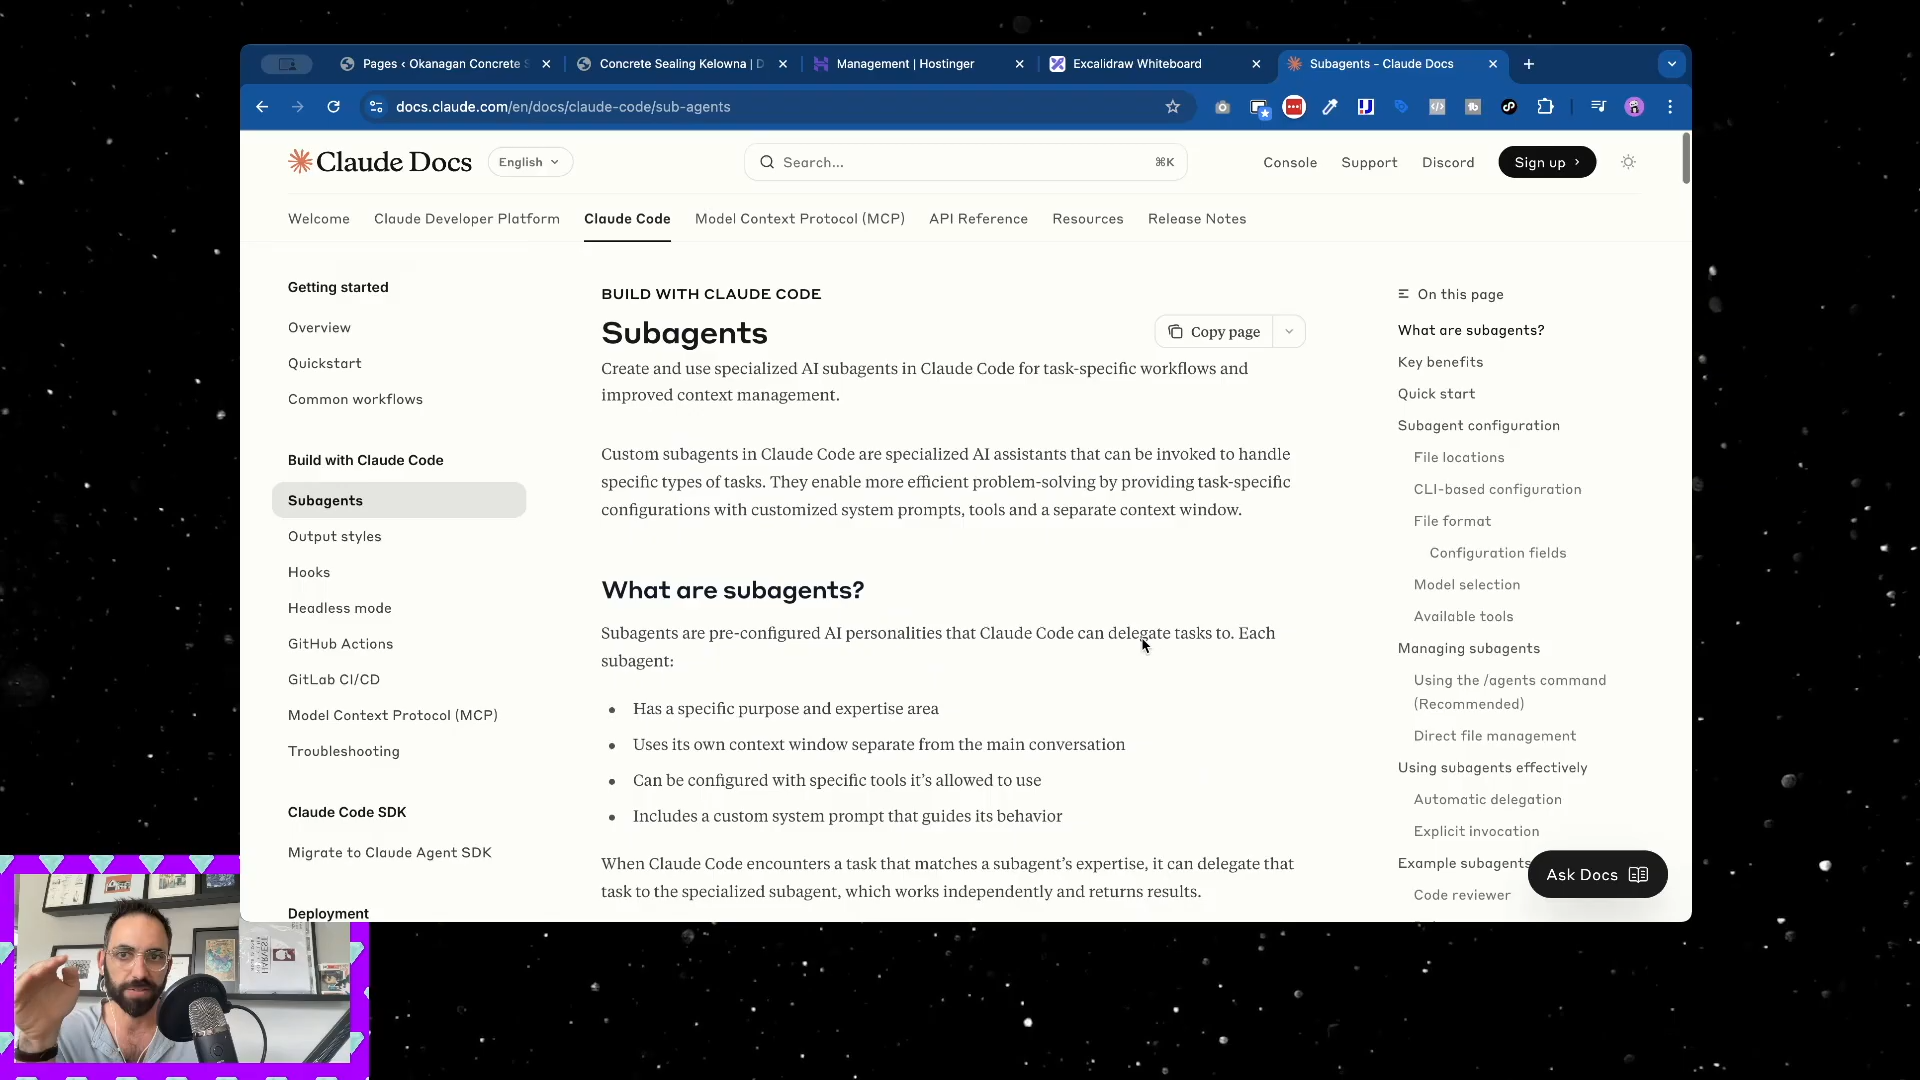 Pages ‹ Okanagan Concrete S
Concrete Sealing Kelowna | D
Management | Hostinger
Excalidraw Whiteboard
Subagents - Claude Docs
docs.claude.com/en/docs/claude-code/sub-agents
Claude Docs
English
Search...
⌘K
Console
Support
Discord
Sign up
Welcome
Claude Developer Platform
Claude Code
Model Context Protocol (MCP)
API Reference
Resources
Release Notes
Getting started
Overview
Quickstart
Common workflows
Build with Claude Code
Subagents
Output styles
Hooks
Headless mode
GitHub Actions
GitLab CI/CD
Model Context Protocol (MCP)
Troubleshooting
Claude Code SDK
Migrate to Claude Agent SDK
Deployment
BUILD WITH CLAUDE CODE
Subagents
Copy page
Create and use specialized AI subagents in Claude Code for task-specific workflows and
improved context management.
Custom subagents in Claude Code are specialized AI assistants that can be invoked to handle
specific types of tasks. They enable more efficient problem-solving by providing task-specific
configurations with customized system prompts, tools and a separate context window.
What are subagents?
Subagents are pre-configured AI personalities that Claude Code can delegate tasks to. Each
subagent:
• Has a specific purpose and expertise area
• Uses its own context window separate from the main conversation
• Can be configured with specific tools it’s allowed to use
• Includes a custom system prompt that guides its behavior
When Claude Code encounters a task that matches a subagent’s expertise, it can delegate that
task to the specialized subagent, which works independently and returns results.
On this page
What are subagents?
Key benefits
Quick start
Subagent configuration
File locations
CLI-based configuration
File format
Configuration fields
Model selection
Available tools
Managing subagents
Using the /agents command
(Recommended)
Direct file management
Using subagents effectively
Automatic delegation
Explicit invocation
Example subagents
Code reviewer
Ask Docs